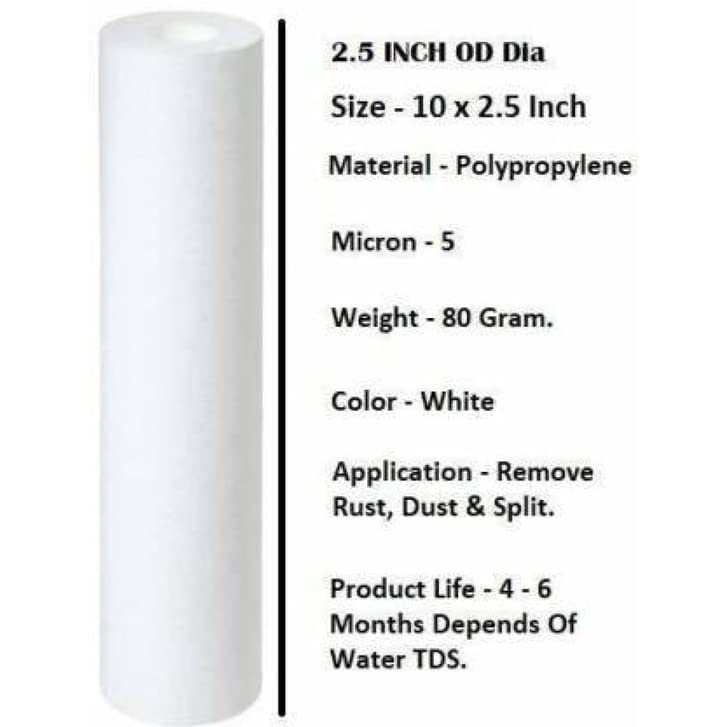 2.5 INCH OD Dia
Size - 10 x 2.5 Inch
Material - Polypropylene
Micron - 5
Weight - 80 Gram.
Color - White
Application - Remove
Rust, Dust & Split.
Product Life - 4 - 6
Months Depends Of
Water TDS.